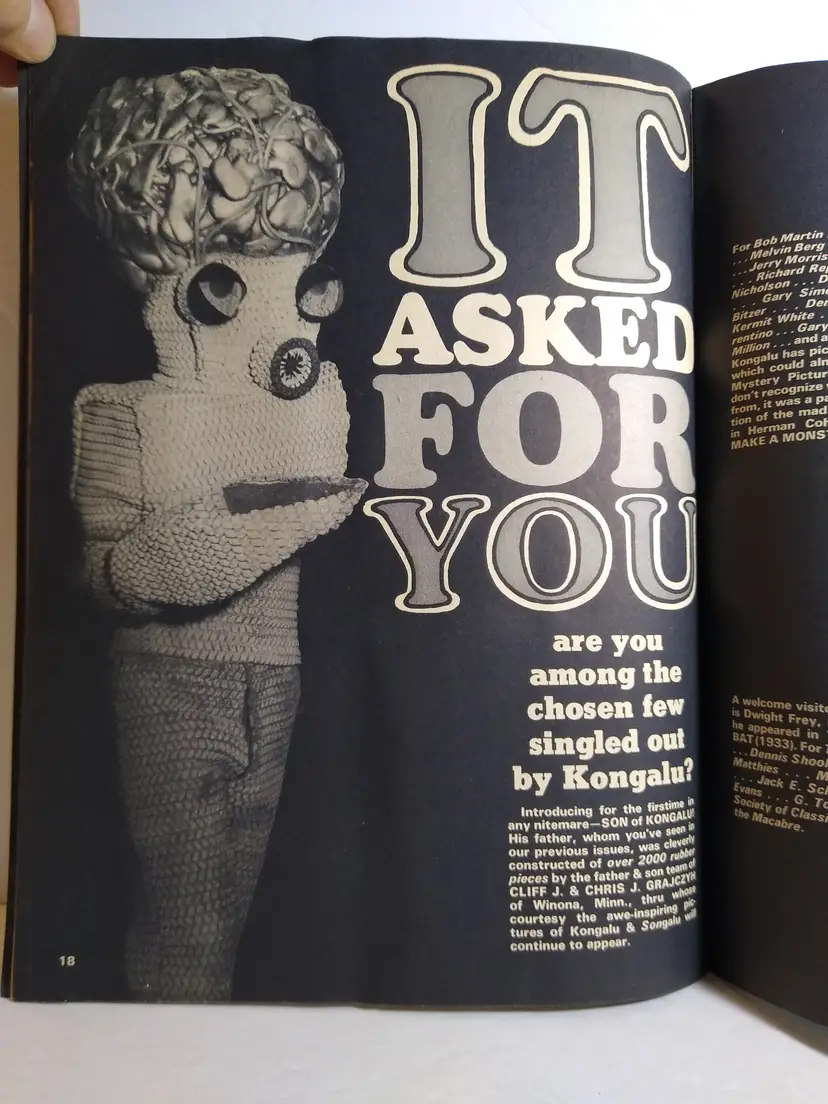 IT
ASKED
FOR
YOU
are you
among the
chosen few
singled out
by Kongalu?
Introducing for the firstime in
any nitemare—SON of KONGALU!
His father, whom you've seen in
our previous issues, was cleverly
constructed of over 2000 rubber
pieces by the father & son team of
CLIFF J. & CHRIS J. GRAJCZYK
of Winona, Minn., thru whose
courtesy the awe-inspiring pic-
tures of Kongalu & Songalu will
continue to appear.
18
For Bob Martin
. . . Melvin Berg
. . . Jerry Morris
. . . Richard
Nicholson . . .
. . . Gary
Bitzer . . .
Kermit White
rentino . . . Gary
Million . . . and
Kongalu has
which could
Mystery
don't recognize
from, it was a
tion of the mad
in Herman
MAKE A
A welcome
is Dwight Frey,
he appeared in
BAT (1933). For
. . . Dennis
Matthies . . .
. . . Jack E.
Evans . . . G.
Society of
the Macabre.